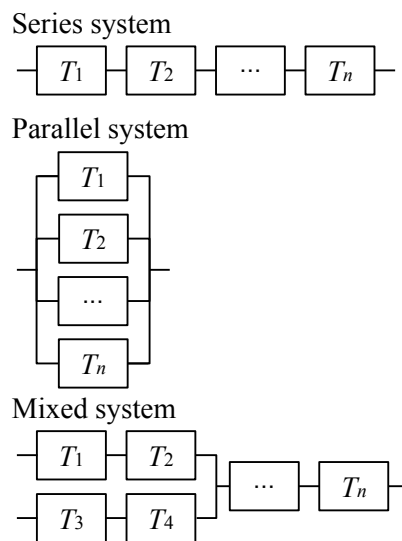 Series system
T1 T2 ... Tn
Parallel system
T1
T2
...
Tn
Mixed system
T1 T2
... Tn
T3 T4